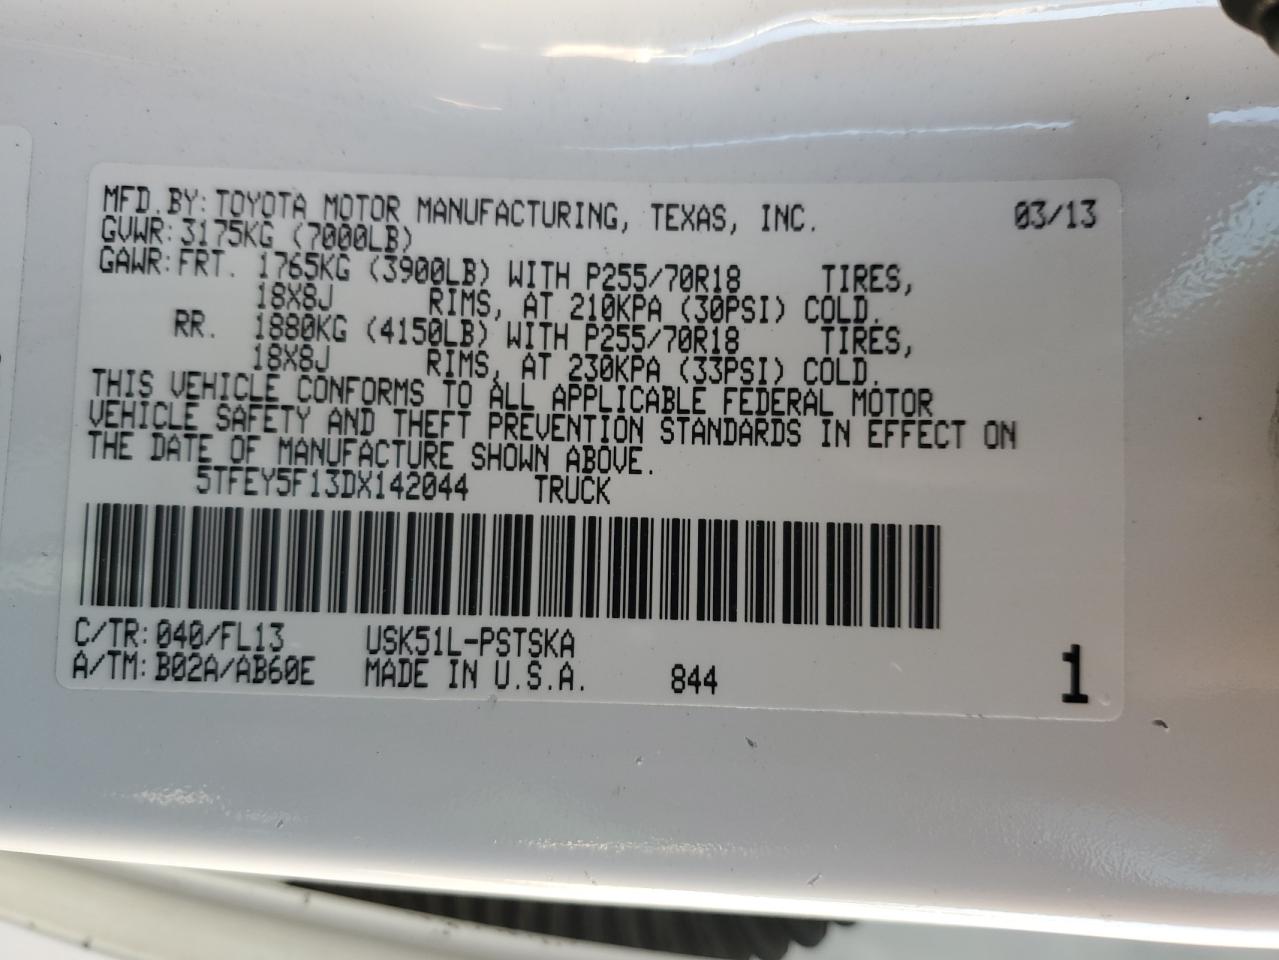 MFD. BY: TOYOTA MOTOR MANUFACTURING, TEXAS, INC. 03/13
GVWR: 3175KG (7000LB)
GAWR: FRT. 1765KG (3900LB) WITH P255/70R18 TIRES,
18X8J RIMS, AT 210KPA (30PSI) COLD.
RR. 1880KG (4150LB) WITH P255/70R18 TIRES,
18X8J RIMS, AT 230KPA (33PSI) COLD.
THIS VEHICLE CONFORMS TO ALL APPLICABLE FEDERAL MOTOR
VEHICLE SAFETY AND THEFT PREVENTION STANDARDS IN EFFECT ON
THE DATE OF MANUFACTURE SHOWN ABOVE.
5TFEY5F13DX142044 TRUCK
C/TR: 040/FL13 USK51L-PSTSKA
A/TM: B02A/AB60E MADE IN U.S.A. 844 1